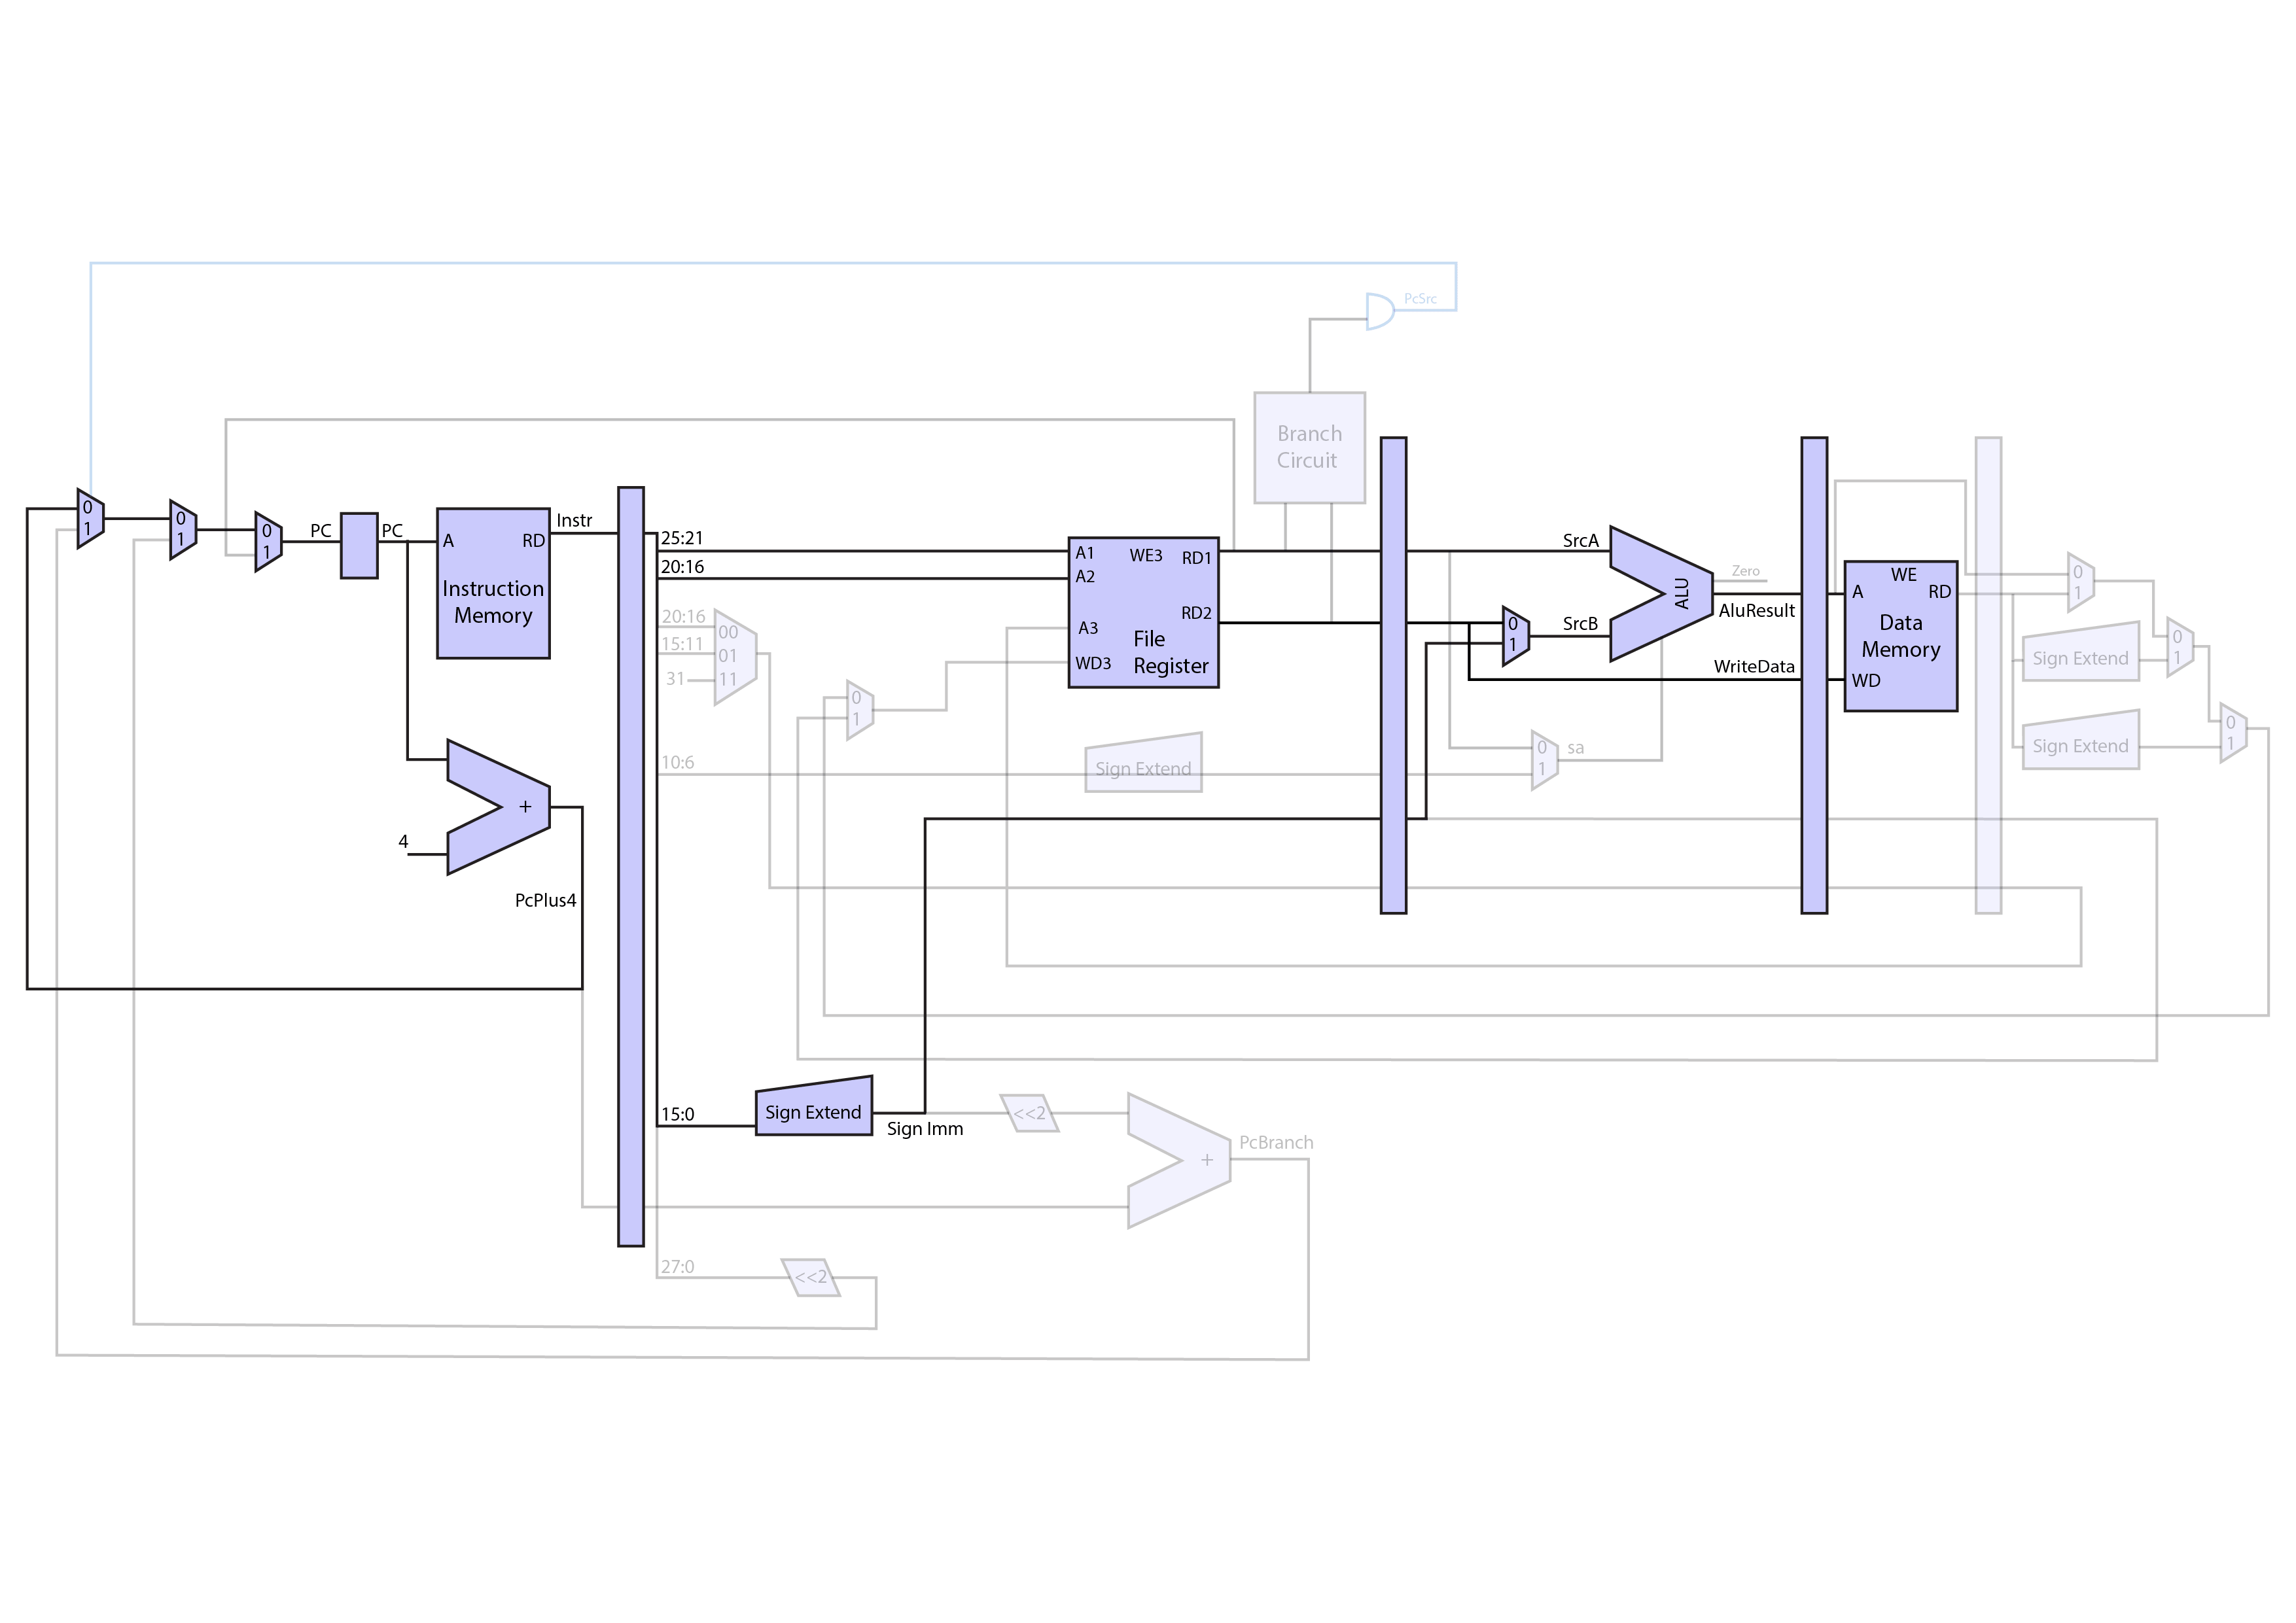 PcSrc
Branch
Circuit
0
1
0
1
0
1
PC
PC
A
RD
Instruction
Memory
Instr
25:21
20:16
20:16
15:11
31
00
01
11
A1
WE3
RD1
A2
RD2
A3
File
WD3
Register
0
1
SrcA
0
1
SrcB
ALU
Zero
AluResult
WriteData
WE
A
RD
Data
Memory
WD
0
1
Sign Extend
0
1
Sign Extend
0
1
10:6
Sign Extend
0
1
sa
+
4
PcPlus4
15:0
Sign Extend
Sign Imm
<<2
+
PcBranch
27:0
<<2